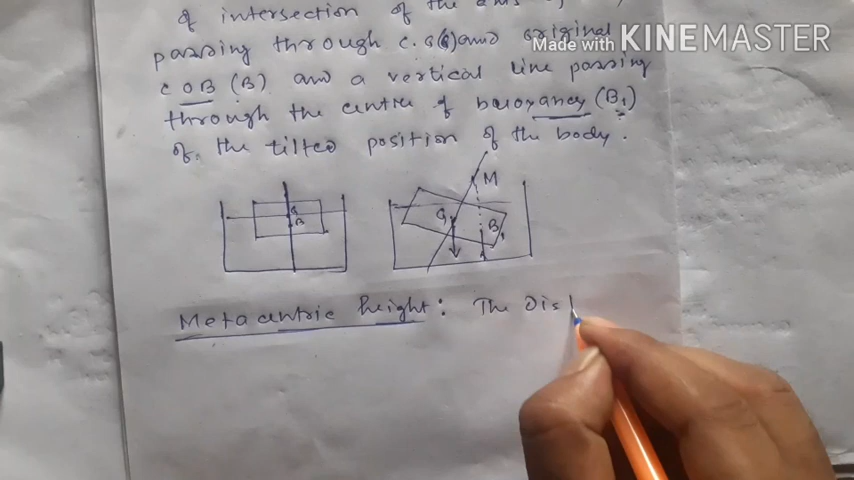 of intersection of the
passing through C.G(G) and original
Made with KINEMASTER
COB (B) and a vertical line passing
through the centre of buoyancy (B1)
of the tilted position of the body.
M
G
B
G
B1
Metacentric height : The Dis